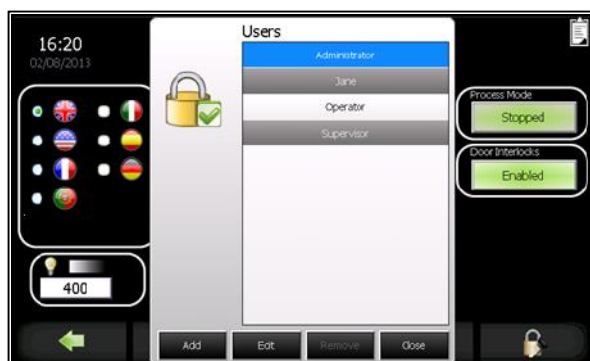 16:20
02/08/2013
Users
Administrator
Jane
Operator
Supervisor
Process Mode
Stopped
Door Interlocks
Enabled
400
Add
Edit
Remove
Close